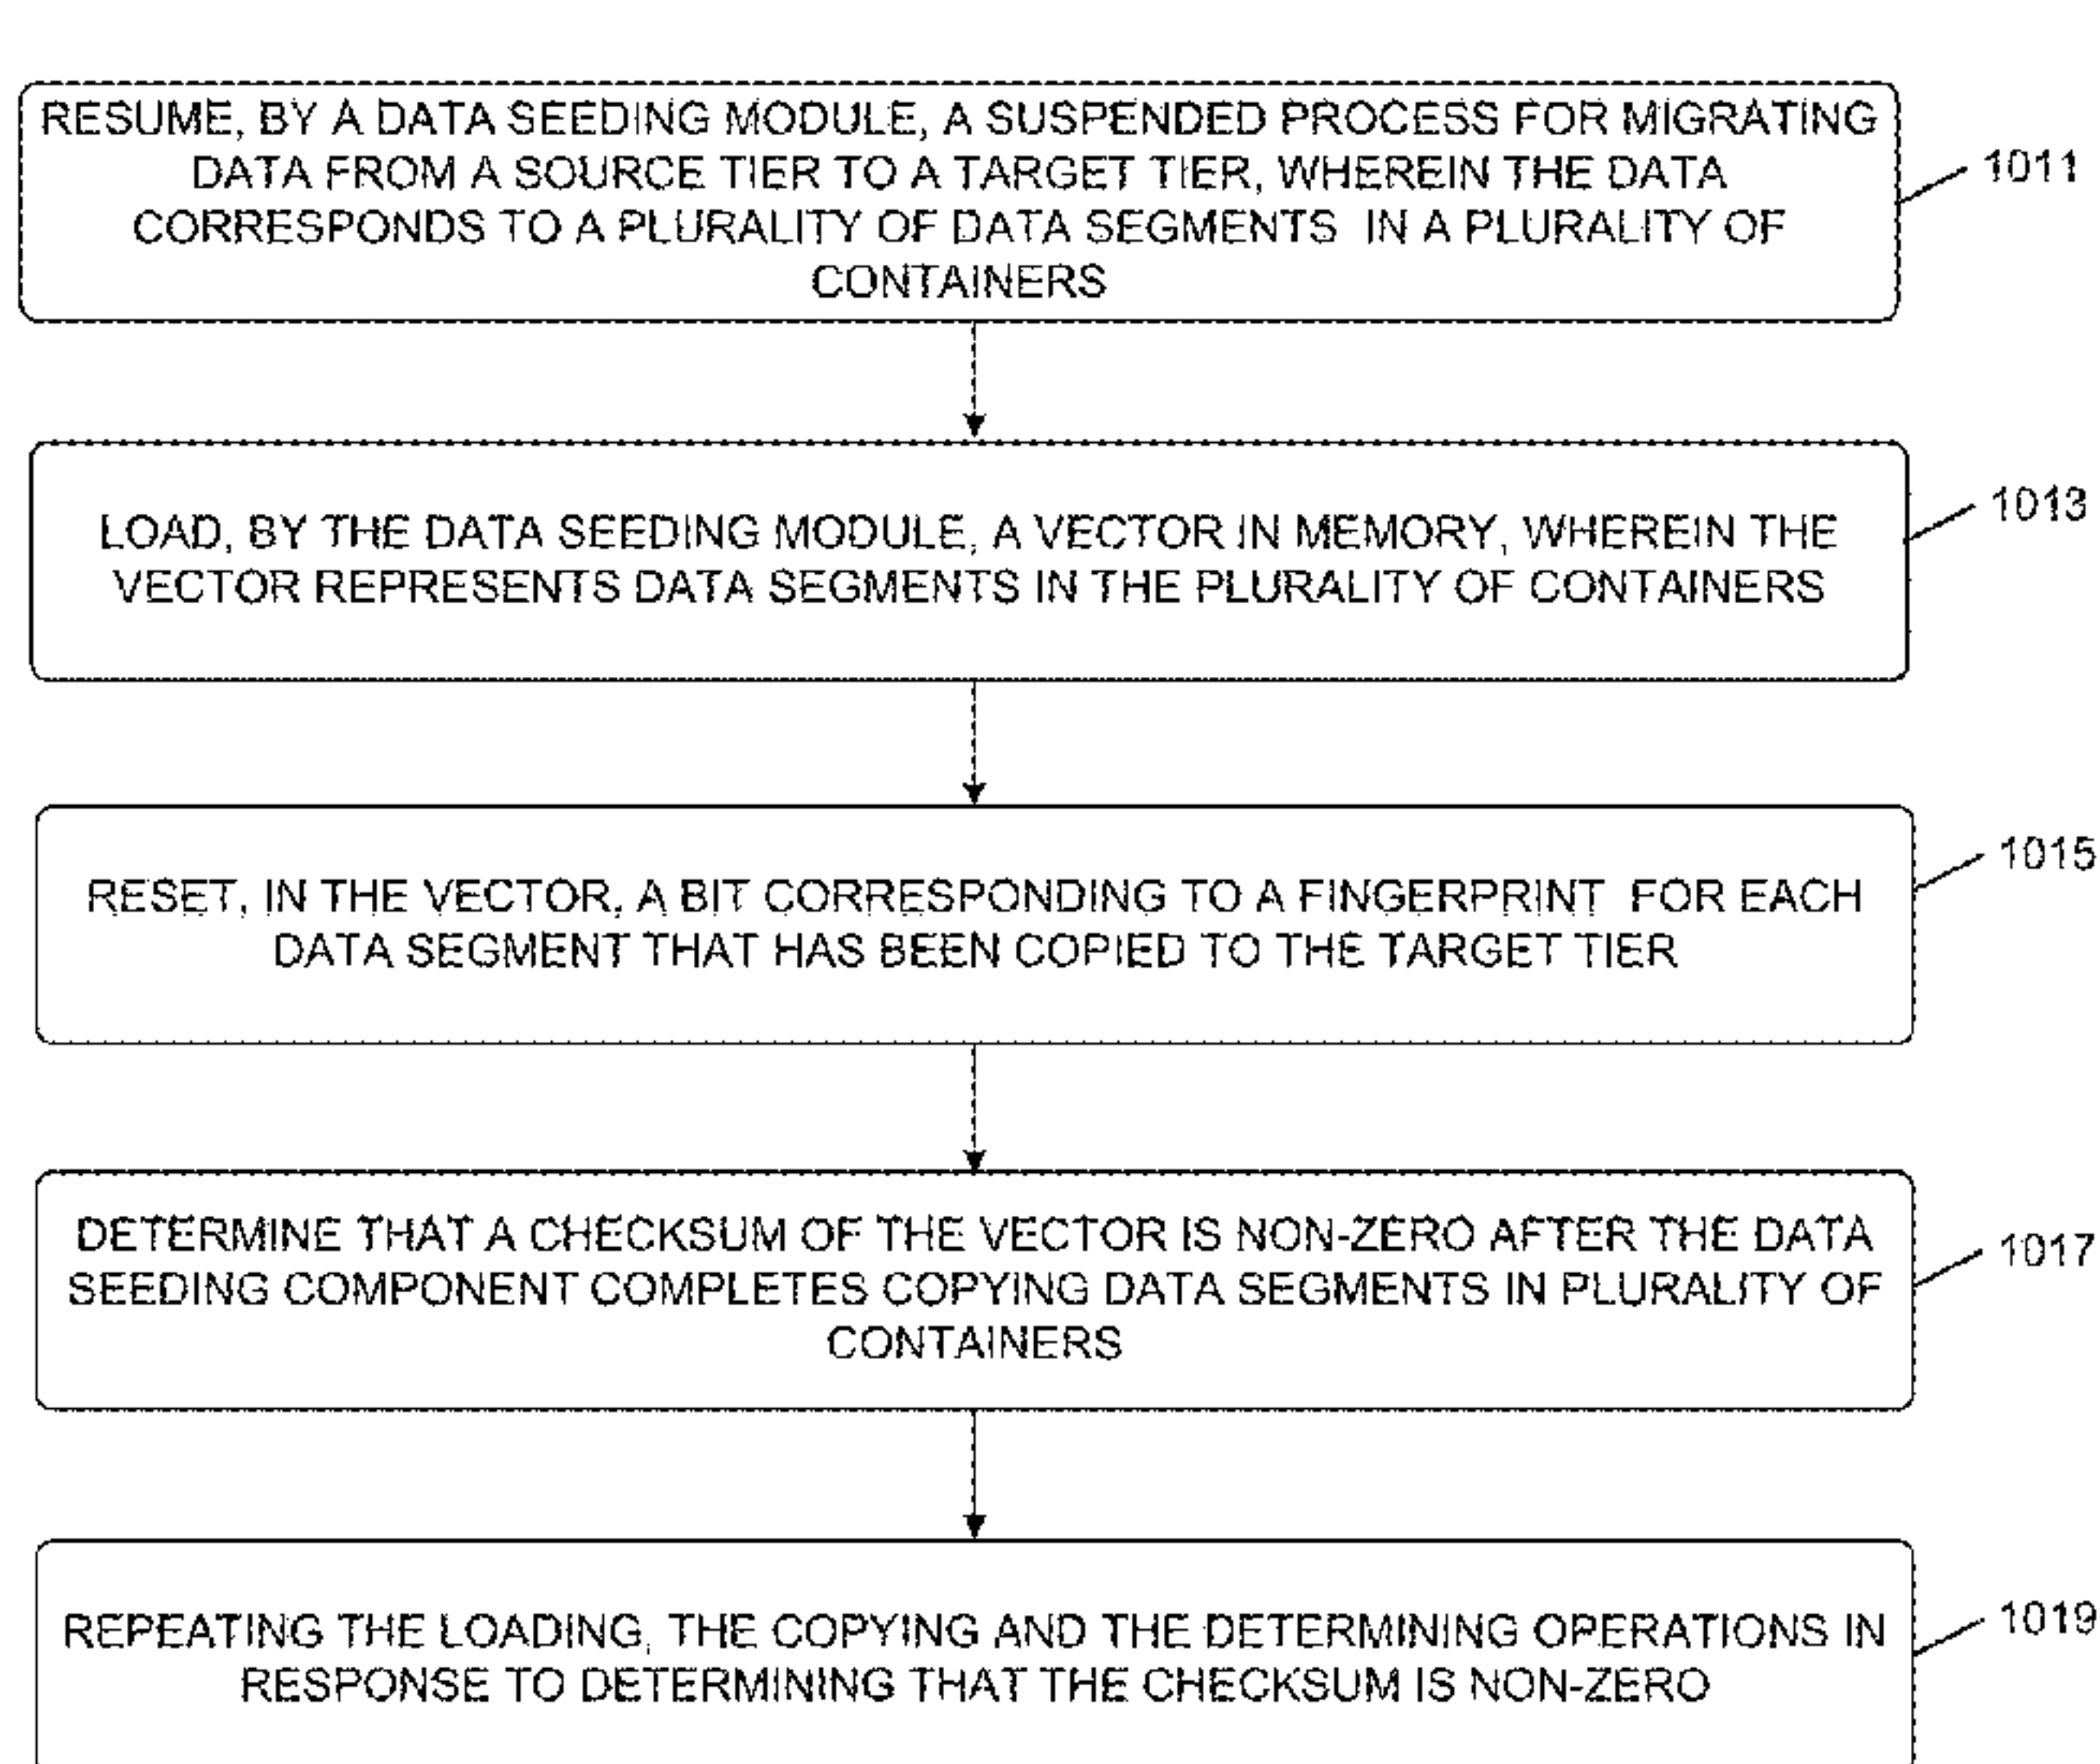 RESUME, BY A DATA SEEDING MODULE, A SUSPENDED PROCESS FOR MIGRATING
DATA FROM A SOURCE TIER TO A TARGET TIER, WHEREIN THE DATA
CORRESPONDS TO A PLURALITY OF DATA SEGMENTS IN A PLURALITY OF
CONTAINERS
1011
LOAD, BY THE DATA SEEDING MODULE, A VECTOR IN MEMORY, WHEREIN THE
VECTOR REPRESENTS DATA SEGMENTS IN THE PLURALITY OF CONTAINERS
1013
RESET, IN THE VECTOR, A BIT CORRESPONDING TO A FINGERPRINT FOR EACH
DATA SEGMENT THAT HAS BEEN COPIED TO THE TARGET TIER
1015
DETERMINE THAT A CHECKSUM OF THE VECTOR IS NON-ZERO AFTER THE DATA
SEEDING COMPONENT COMPLETES COPYING DATA SEGMENTS IN PLURALITY OF
CONTAINERS
1017
REPEATING THE LOADING, THE COPYING AND THE DETERMINING OPERATIONS IN
RESPONSE TO DETERMINING THAT THE CHECKSUM IS NON-ZERO
1019